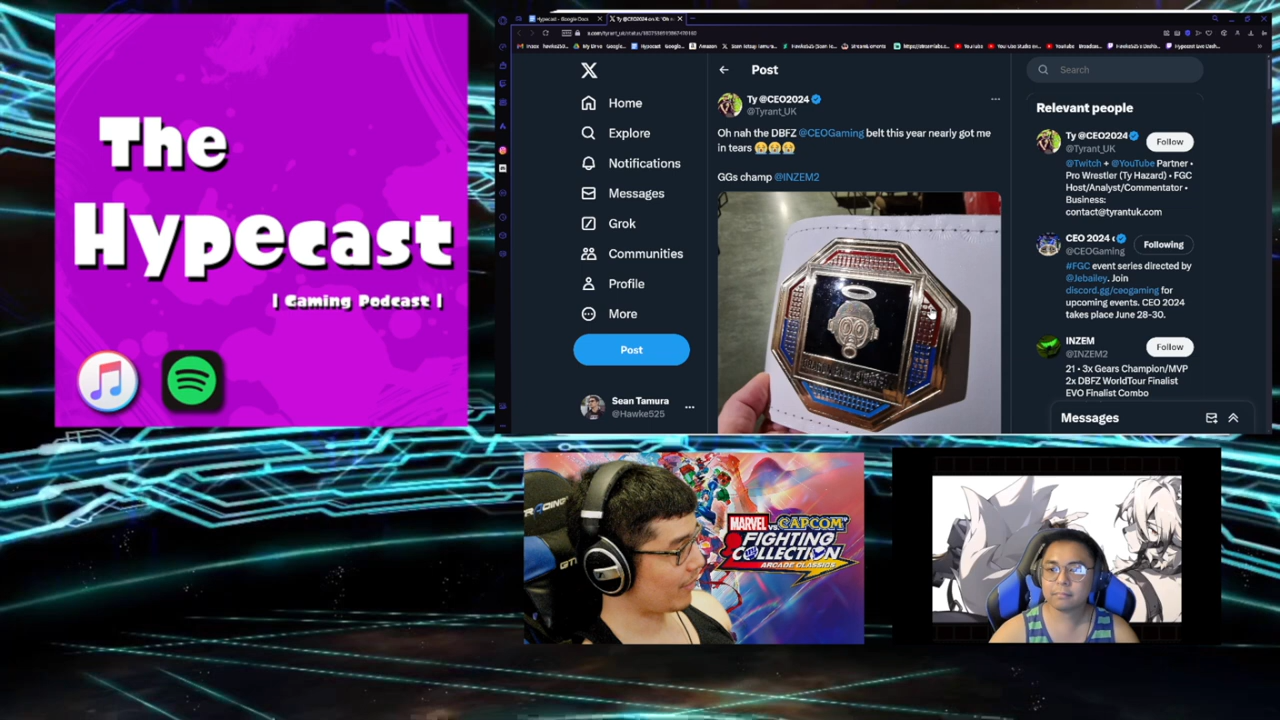 The
Hypecast
| Gaming Podcast |
Hypecast - Google Docs
Home
Explore
Notifications
Messages
Grok
Communities
Profile
More
Post
Sean Tamura
@Hawke525
Post
Ty @CEO2024
@Tyrant_UK
Oh nah the DBFZ @CEOGaming belt this year nearly got me
in tears 😭😭😭
GGs champ @INZEM2
Search
Relevant people
Ty @CEO2024
@Tyrant_UK
Follow
@Twitch + @YouTube Partner •
Pro Wrestler (Ty Hazard) • FGC
Host/Analyst/Commentator •
Business:
contact@tyrantuk.com
CEO 2024
@CEOGaming
Following
#FGC event series directed by
@Jebailey. Join
discord.gg/ceogaming for
upcoming events. CEO 2024
takes place June 28-30.
INZEM
@INZEM2
Follow
21 • 3x Gears Champion/MVP
2x DBFZ WorldTour Finalist
EVO Finalist Combo
Messages
MARVEL VS. CAPCOM
FIGHTING
COLLECTION
ARCADE CLASSICS